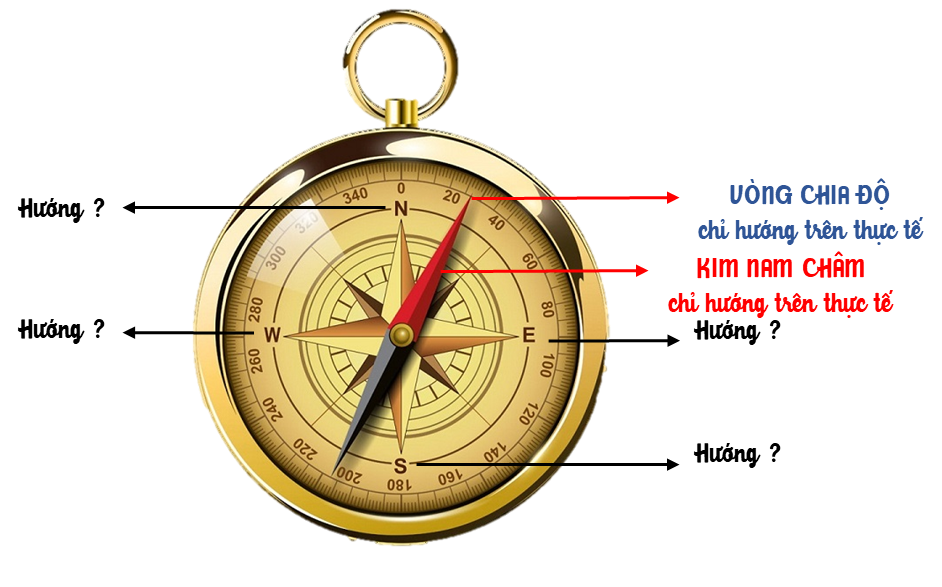 VÒNG CHIA ĐỘ
chỉ hướng trên thực tế
KIM NAM CHÂM
chỉ hướng trên thực tế
Hướng ?
Hướng ?
Hướng ?
Hướng ?
N
E
S
W
0
20
40
60
80
100
120
140
160
180
200
220
240
260
280
300
320
340